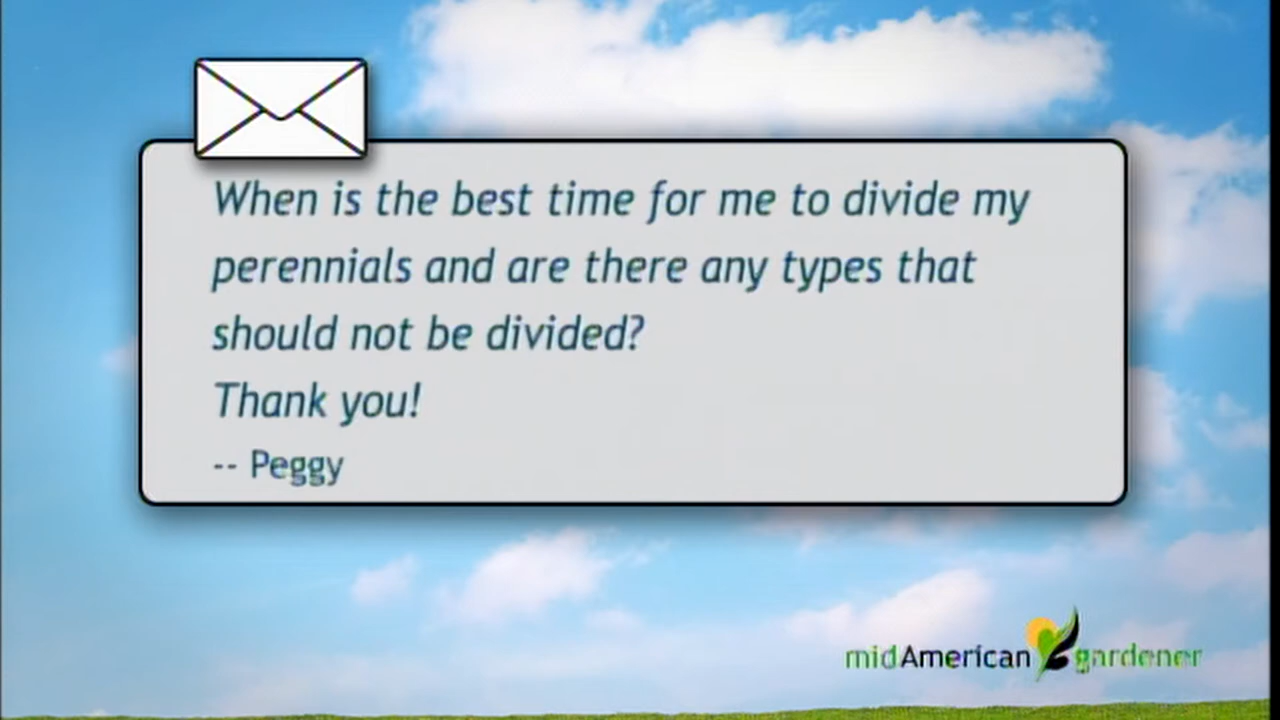 When is the best time for me to divide my
perennials and are there any types that
should not be divided?
Thank you!
-- Peggy
midAmerican gardener